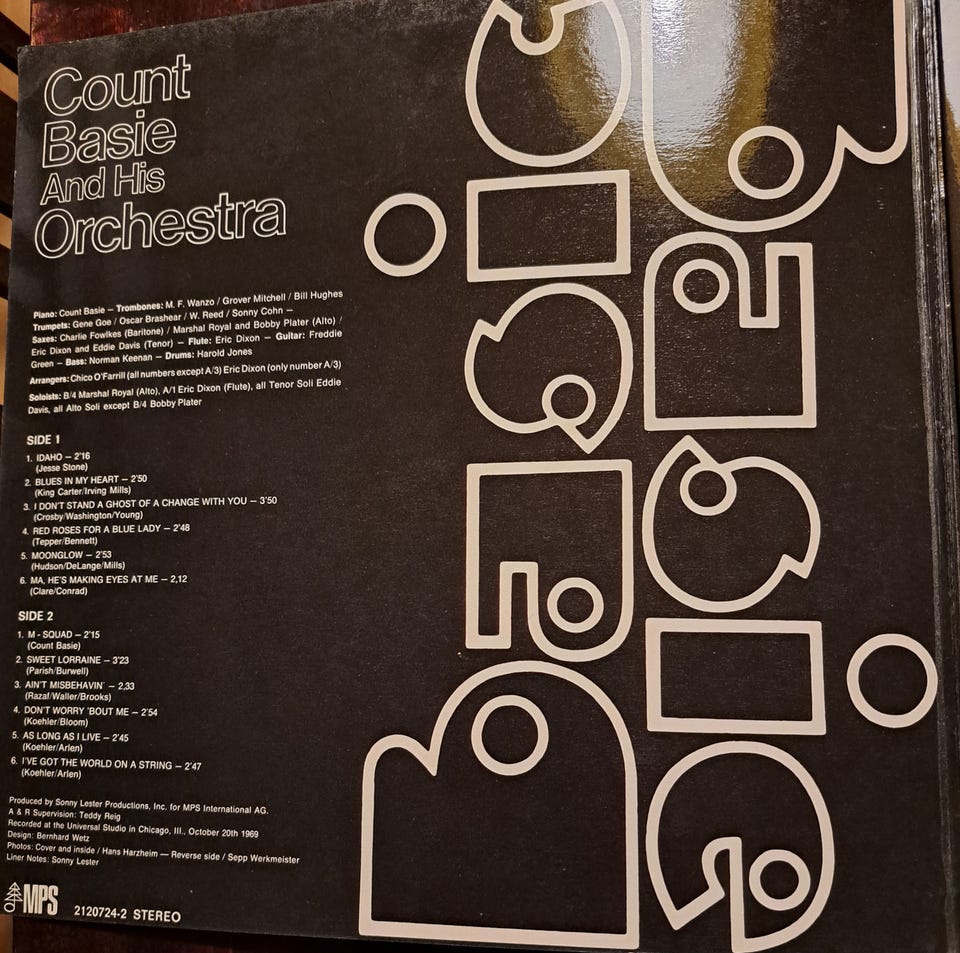 Count
Basie
And His
Orchestra
Piano: Count Basie – Trombones: M. F. Wanzo / Grover Mitchell / Bill Hughes
Trumpets: Gene Goe / Oscar Brashear / W. Reed / Sonny Cohn –
Saxes: Charlie Fowlkes (Baritone) / Marshal Royal and Bobby Plater (Alto) /
Eric Dixon and Eddie Davis (Tenor) – Flute: Eric Dixon – Guitar: Freddie
Green – Bass: Norman Keenan – Drums: Harold Jones
Arrangers: Chico O'Farrill (all numbers except A/3) Eric Dixon (only number A/3)
Soloists: B/4 Marshal Royal (Alto), A/1 Eric Dixon (Flute), all Tenor Soli Eddie
Davis, all Alto Soli except B/4 Bobby Plater
SIDE 1
1. IDAHO – 2'16
(Jesse Stone)
2. BLUES IN MY HEART – 2'50
(King Carter/Irving Mills)
3. I DON'T STAND A GHOST OF A CHANGE WITH YOU – 3'50
(Crosby/Washington/Young)
4. RED ROSES FOR A BLUE LADY – 2'48
(Tepper/Bennett)
5. MOONGLOW – 2'53
(Hudson/DeLange/Mills)
6. MA, HE'S MAKING EYES AT ME – 2,12
(Clare/Conrad)
SIDE 2
1. M - SQUAD – 2'15
(Count Basie)
2. SWEET LORRAINE – 3'23
(Parish/Burwell)
3. AIN'T MISBEHAVIN' – 2,33
(Razaf/Waller/Brooks)
4. DON'T WORRY 'BOUT ME – 2'54
(Koehler/Bloom)
5. AS LONG AS I LIVE – 2'45
(Koehler/Arlen)
6. I'VE GOT THE WORLD ON A STRING – 2'47
(Koehler/Arlen)
Produced by Sonny Lester Productions, Inc. for MPS International AG.
A & R Supervision: Teddy Reig
Recorded at the Universal Studio in Chicago, Ill., October 20th 1969
Design: Bernhard Wetz
Photos: Cover and inside / Hans Harzheim — Reverse side / Sepp Werkmeister
Liner Notes: Sonny Lester
MPS 2120724-2 STEREO
Basic
Basie